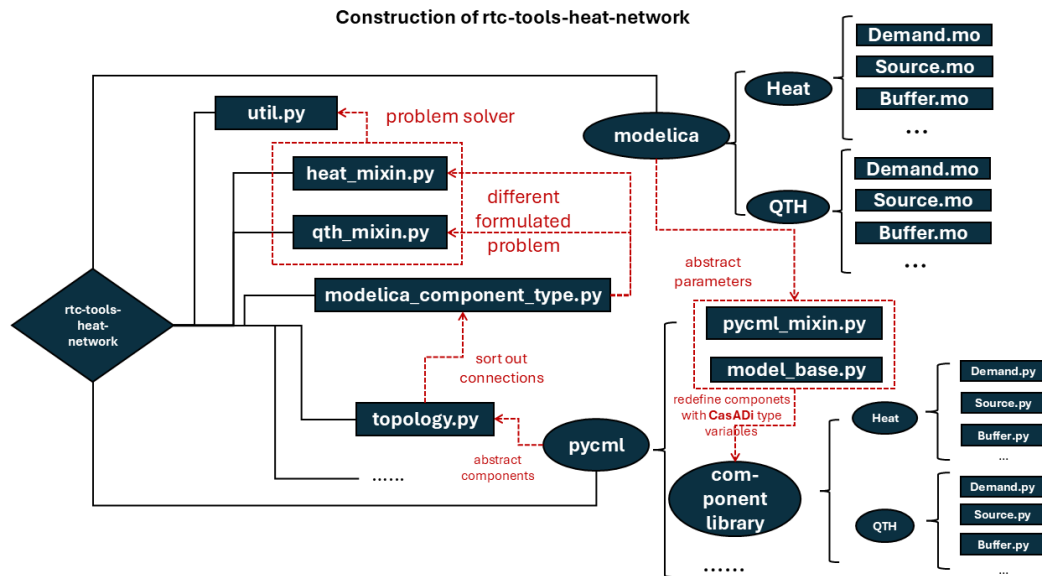 Construction of rtc-tools-heat-network
Demand.mo
Source.mo
Buffer.mo
...
Heat
util.py
problem solver
modelica
heat_mixin.py
different
formulated
problem
qth_mixin.py
Demand.mo
Source.mo
Buffer.mo
...
QTH
abstract
parameters
modelica_component_type.py
rtc-tools-
heat-
network
pycml_mixin.py
model_base.py
sort out
connections
redefine componets
with CasADi type
variables
topology.py
pycml
abstract
components
......
com-
ponent
library
......
Heat
Demand.py
Source.py
Buffer.py
...
QTH
Demand.py
Source.py
Buffer.py
...